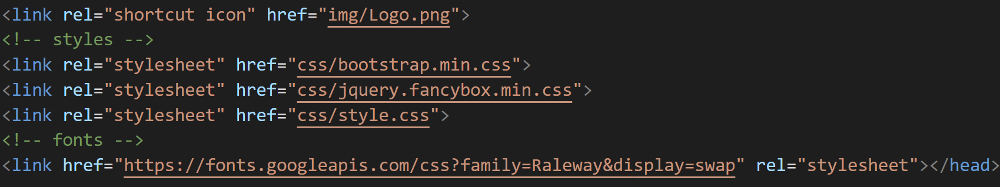 <link rel="shortcut icon" href="img/Logo.png">
<!-- styles -->
<link rel="stylesheet" href="css/bootstrap.min.css">
<link rel="stylesheet" href="css/jquery.fancybox.min.css">
<link rel="stylesheet" href="css/style.css">
<!-- fonts -->
<link href="https://fonts.googleapis.com/css?family=Raleway&display=swap" rel="stylesheet"></head>